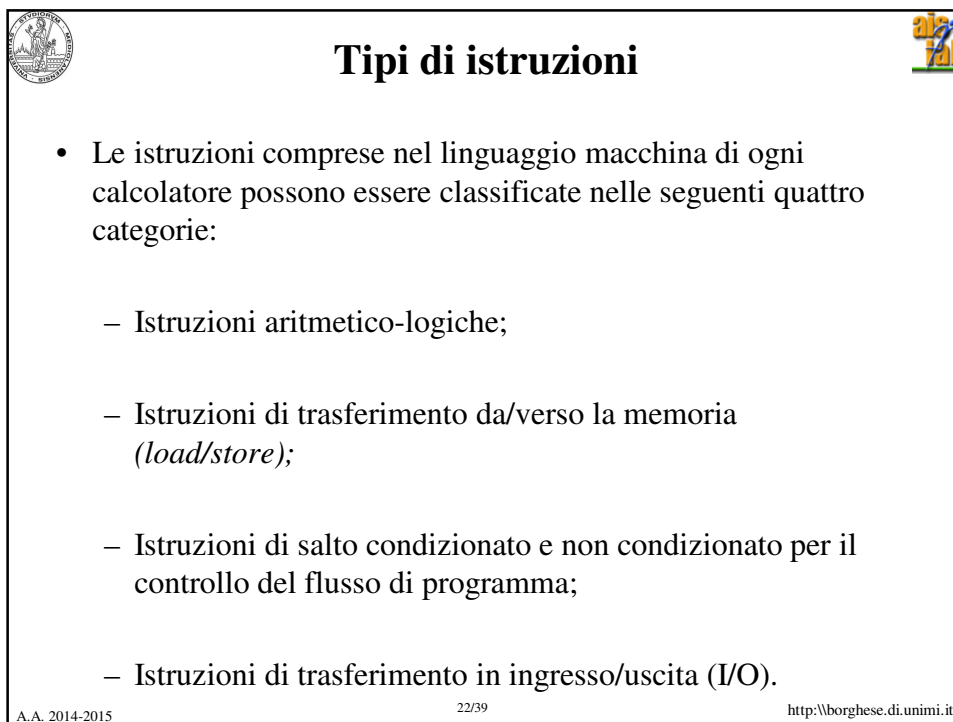 Tipi di istruzioni
• Le istruzioni comprese nel linguaggio macchina di ogni
calcolatore possono essere classificate nelle seguenti quattro
categorie:
– Istruzioni aritmetico-logiche;
– Istruzioni di trasferimento da/verso la memoria
(load/store);
– Istruzioni di salto condizionato e non condizionato per il
controllo del flusso di programma;
– Istruzioni di trasferimento in ingresso/uscita (I/O).
A.A. 2014-2015
22/39
http:\\borghese.di.unimi.it